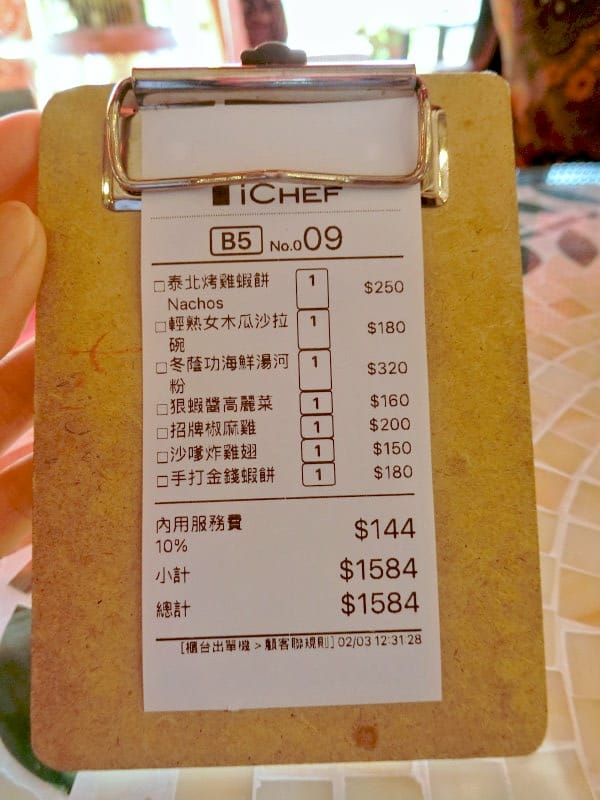 iCHEF
B5 No.009
□泰北烤雞蝦餅 1 $250
Nachos
□輕熟女木瓜沙拉 1 $180
碗
□冬蔭功海鮮湯河 1 $320
粉
□狠蝦醬高麗菜 1 $160
□招牌椒麻雞 1 $200
□沙嗲炸雞翅 1 $150
□手打金錢蝦餅 1 $180
內用服務費 $144
10%
小計 $1584
總計 $1584
[櫃台出單機 > 顧客聯規則] 02/03 12:31:28